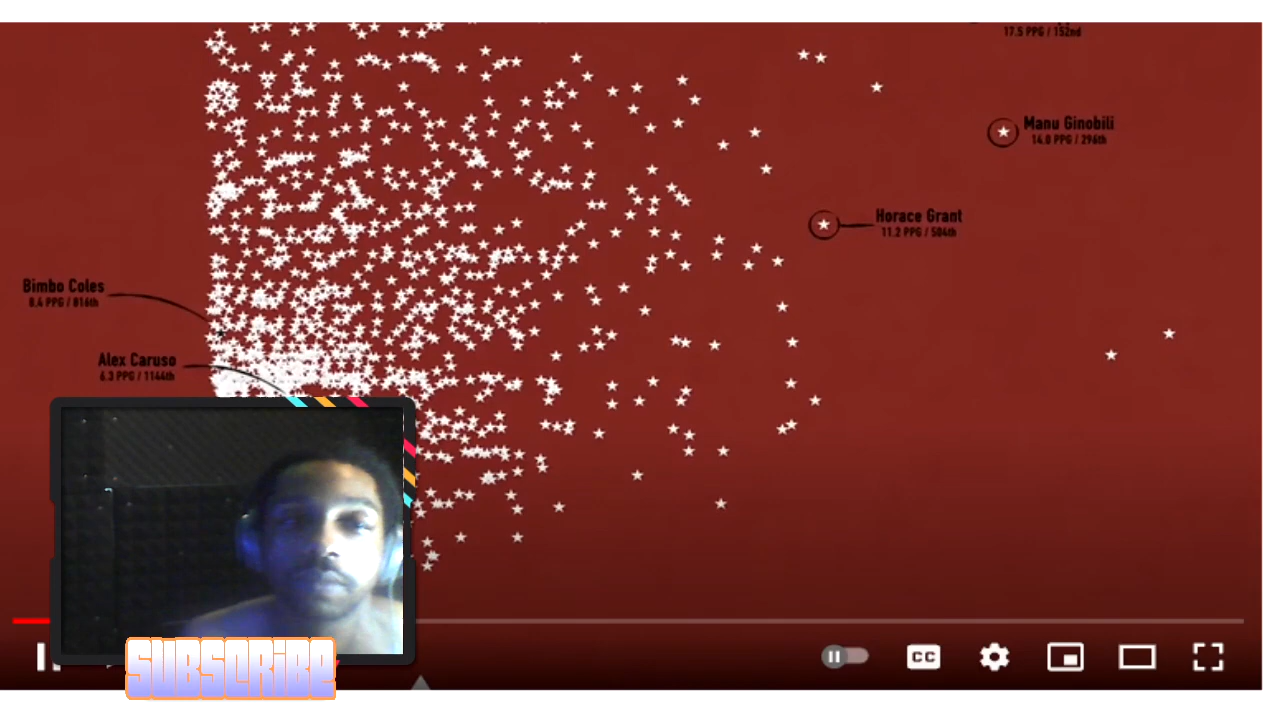 17.5 PPG / 152nd
Manu Ginobili
14.0 PPG / 296th
Horace Grant
11.2 PPG / 504th
Bimbo Coles
8.4 PPG / 816th
Alex Caruso
6.3 PPG / 1144th
CC
SUBSCRIBE